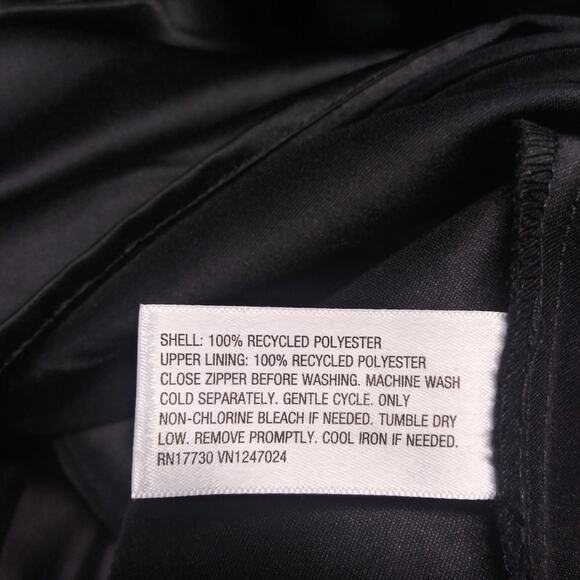 SHELL: 100% RECYCLED POLYESTER
UPPER LINING: 100% RECYCLED POLYESTER
CLOSE ZIPPER BEFORE WASHING. MACHINE WASH
COLD SEPARATELY. GENTLE CYCLE. ONLY
NON-CHLORINE BLEACH IF NEEDED. TUMBLE DRY
LOW. REMOVE PROMPTLY. COOL IRON IF NEEDED.
RN17730 VN1247024